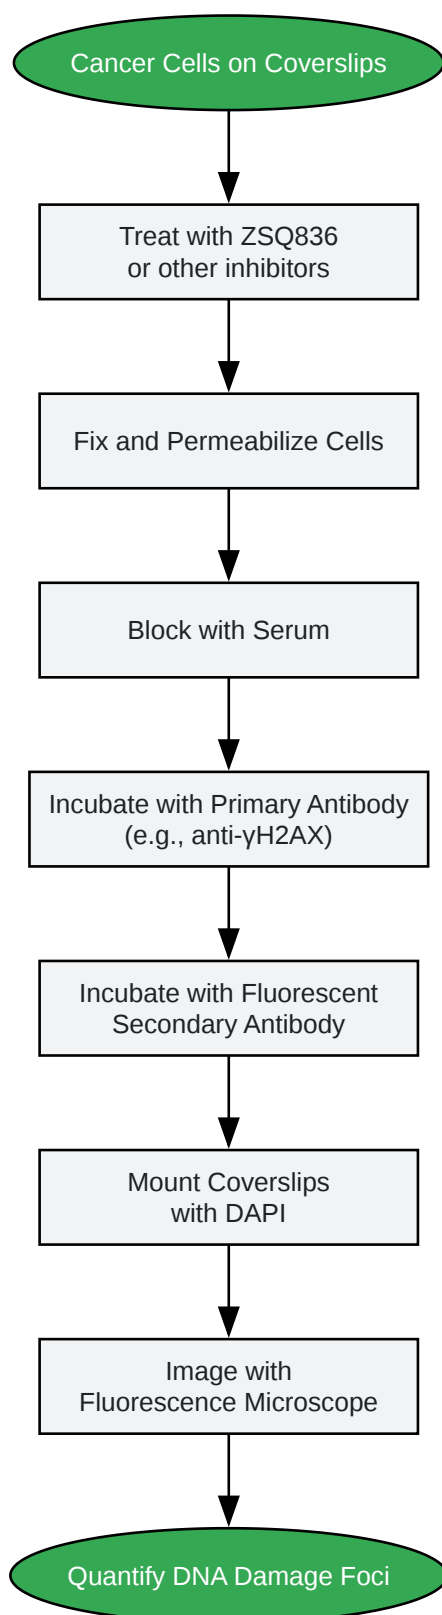 Cancer Cells on Coverslips
Treat with ZSQ836
or other inhibitors
Fix and Permeabilize Cells
Block with Serum
Incubate with Primary Antibody
(e.g., anti-γH2AX)
Incubate with Fluorescent
Secondary Antibody
Mount Coverslips
with DAPI
Image with
Fluorescence Microscope
Quantify DNA Damage Foci